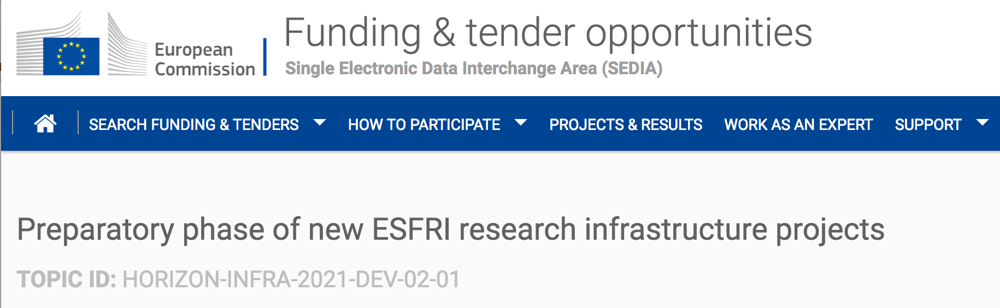 European
Commission
Funding & tender opportunities
Single Electronic Data Interchange Area (SEDIA)
SEARCH FUNDING & TENDERS HOW TO PARTICIPATE PROJECTS & RESULTS WORK AS AN EXPERT SUPPORT
Preparatory phase of new ESFRI research infrastructure projects
TOPIC ID: HORIZON-INFRA-2021-DEV-02-01